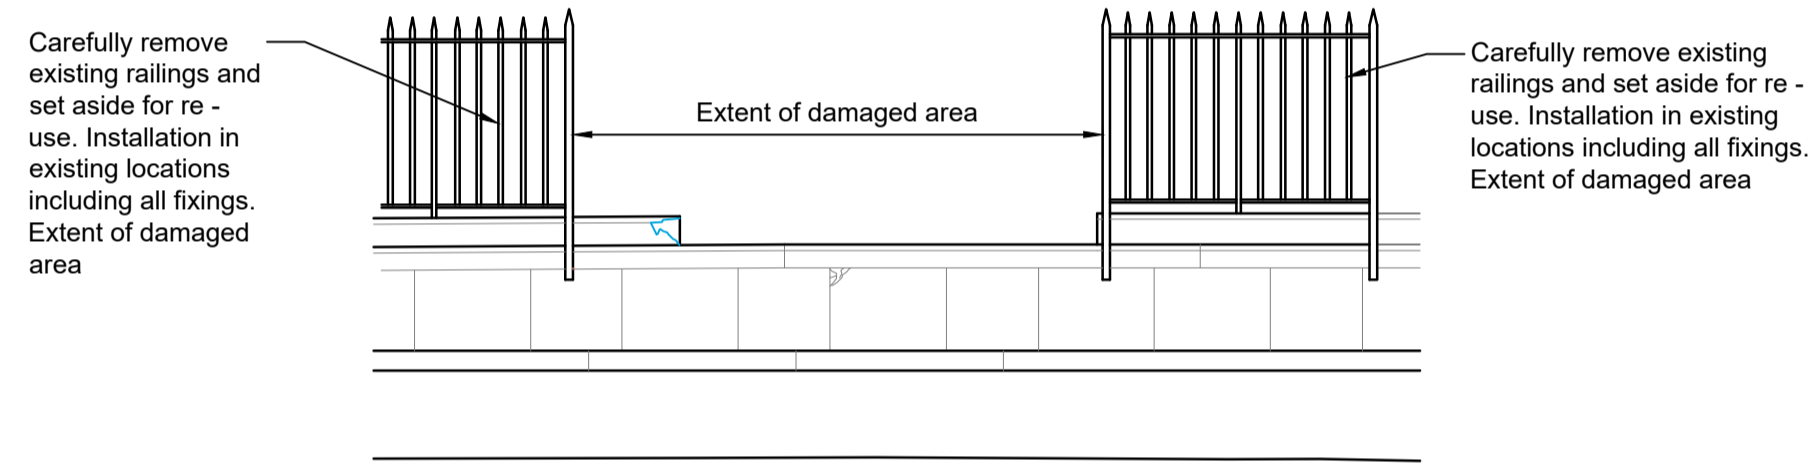 Carefully remove
existing railings and
set aside for re -
use. Installation in
existing locations
including all fixings.
Extent of damaged
area
Extent of damaged area
Carefully remove existing
railings and set aside for re -
use. Installation in existing
locations including all fixings.
Extent of damaged area